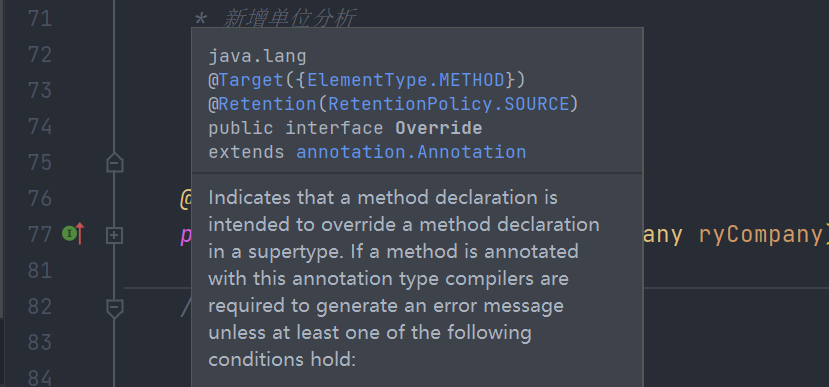 71 * 新增单位分析
72
73
74
75
76 @
77 p any ryCompany)
81
82 /
83
84
java.lang
@Target({ElementType.METHOD})
@Retention(RetentionPolicy.SOURCE)
public interface Override
extends annotation.Annotation
Indicates that a method declaration is
intended to override a method declaration
in a supertype. If a method is annotated
with this annotation type compilers are
required to generate an error message
unless at least one of the following
conditions hold: